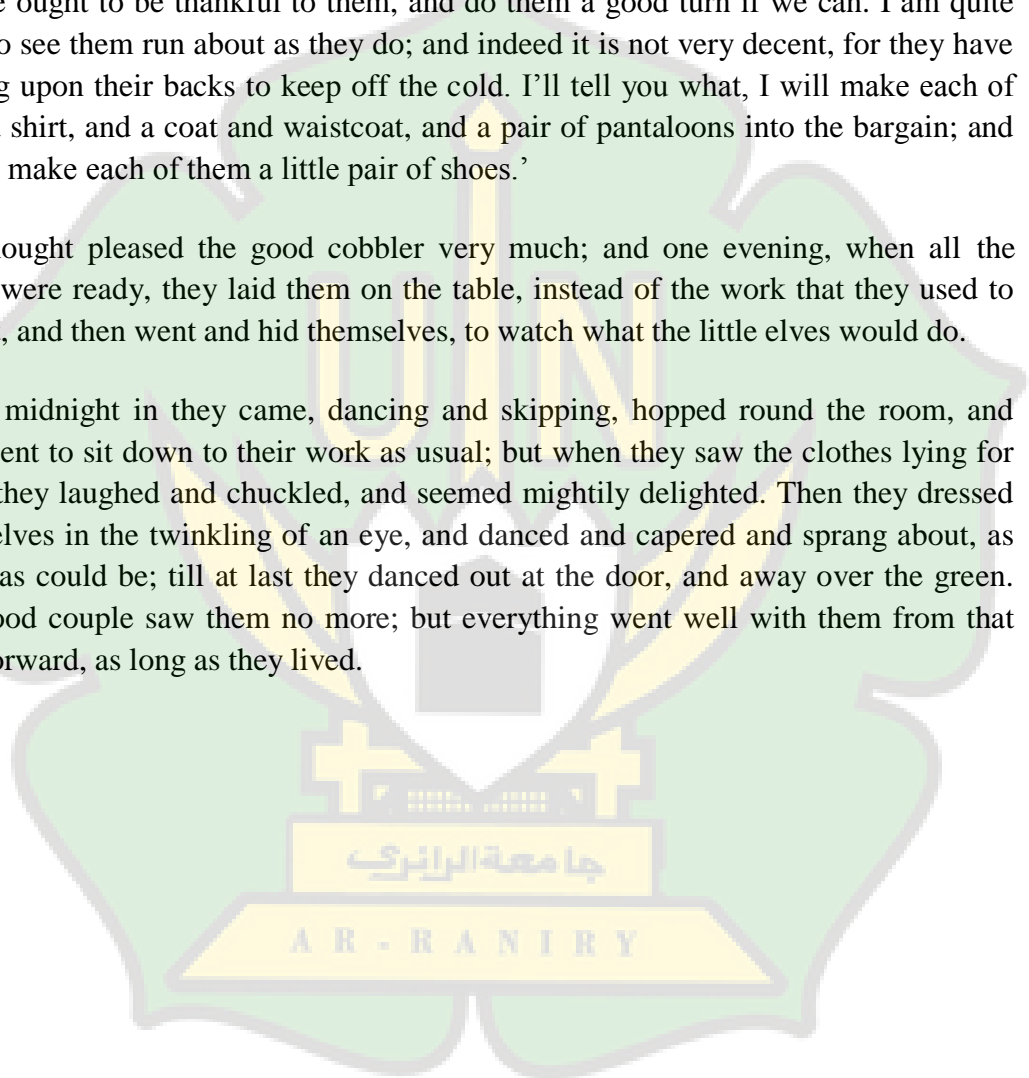 e ought to be thankful to them, and do them a good turn if we can. I am quite
o see them run about as they do; and indeed it is not very decent, for they have
g upon their backs to keep off the cold. I’ll tell you what, I will make each of
shirt, and a coat and waistcoat, and a pair of pantaloons into the bargain; and
make each of them a little pair of shoes.’
ought pleased the good cobbler very much; and one evening, when all the
were ready, they laid them on the table, instead of the work that they used to
, and then went and hid themselves, to watch what the little elves would do.
midnight in they came, dancing and skipping, hopped round the room, and
ent to sit down to their work as usual; but when they saw the clothes lying for
they laughed and chuckled, and seemed mightily delighted. Then they dressed
elves in the twinkling of an eye, and danced and capered and sprang about, as
as could be; till at last they danced out at the door, and away over the green.
ood couple saw them no more; but everything went well with them from that
orward, as long as they lived.
UIN
جامعة الرانري
AR-RANIRY